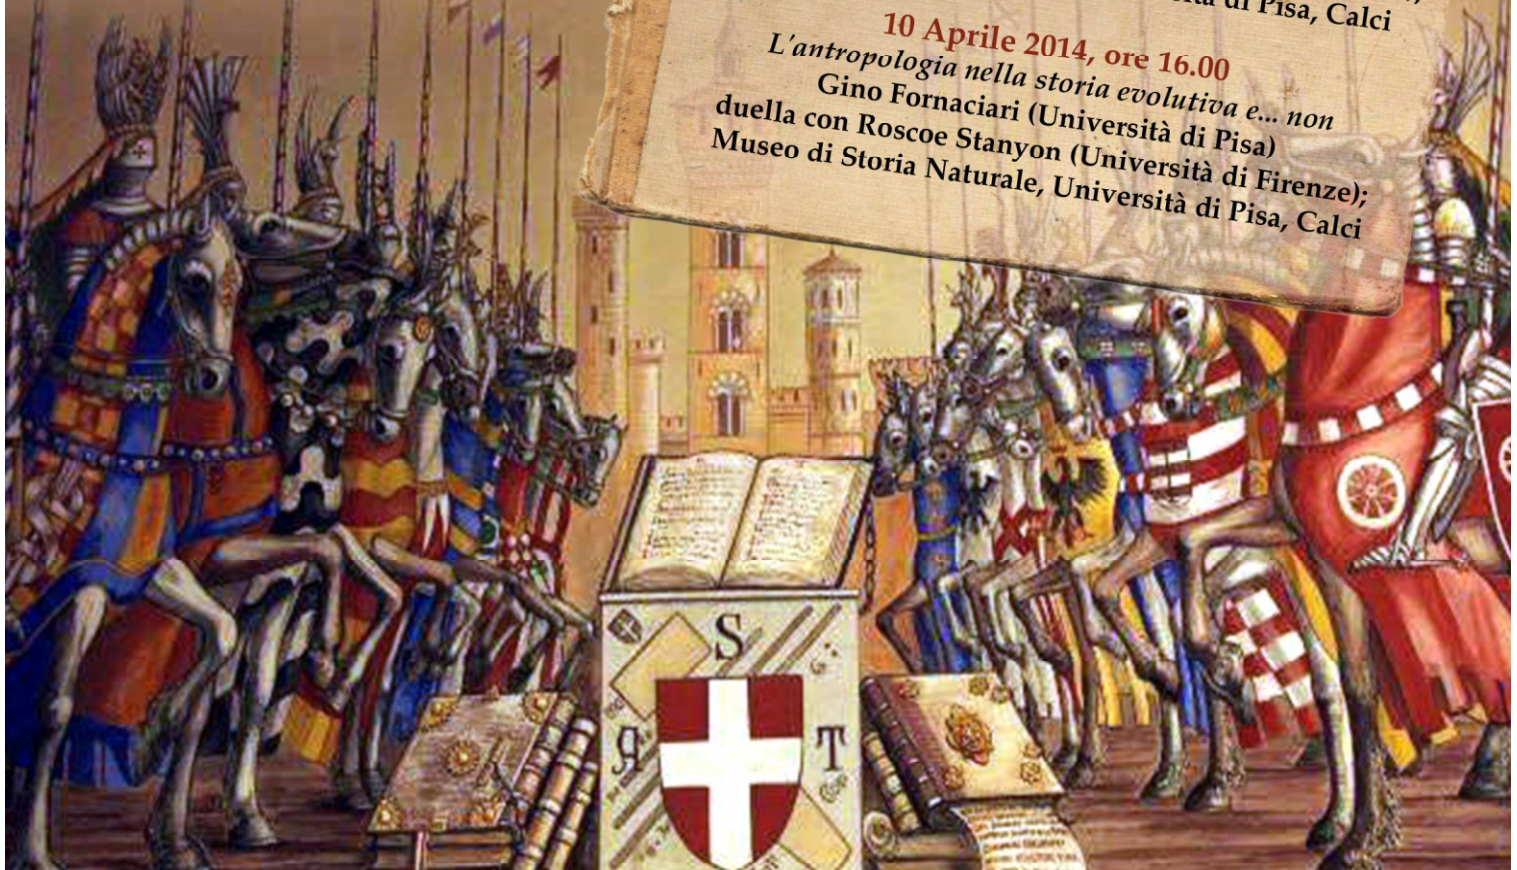 di Pisa, Calci
10 Aprile 2014, ore 16.00
L'antropologia nella storia evolutiva e... non
Gino Fornaciari (Università di Pisa)
duella con Roscoe Stanyon (Università di Firenze);
Museo di Storia Naturale, Università di Pisa, Calci
S
A T